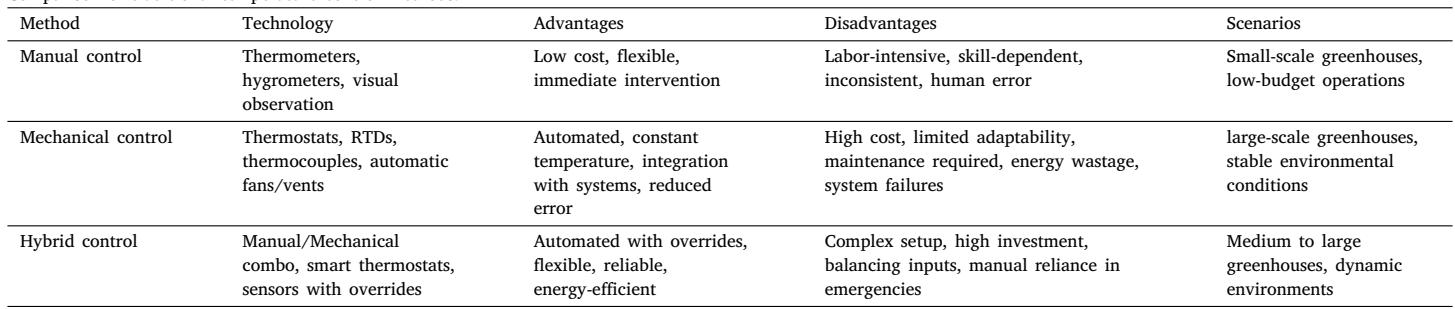 Method Technology Advantages Disadvantages Scenarios
Manual control Thermometers, Low cost, flexible, Labor-intensive, skill-dependent, Small-scale greenhouses,
hygrometers, visual immediate intervention inconsistent, human error low-budget operations
observation
Mechanical control Thermostats, RTDs, Automated, constant High cost, limited adaptability, large-scale greenhouses,
thermocouples, automatic temperature, integration maintenance required, energy wastage, stable environmental
fans/vents with systems, reduced system failures conditions
error
Hybrid control Manual/Mechanical Automated with overrides, Complex setup, high investment, Medium to large
combo, smart thermostats, flexible, reliable, balancing inputs, manual reliance in greenhouses, dynamic
sensors with overrides energy-efficient emergencies environments